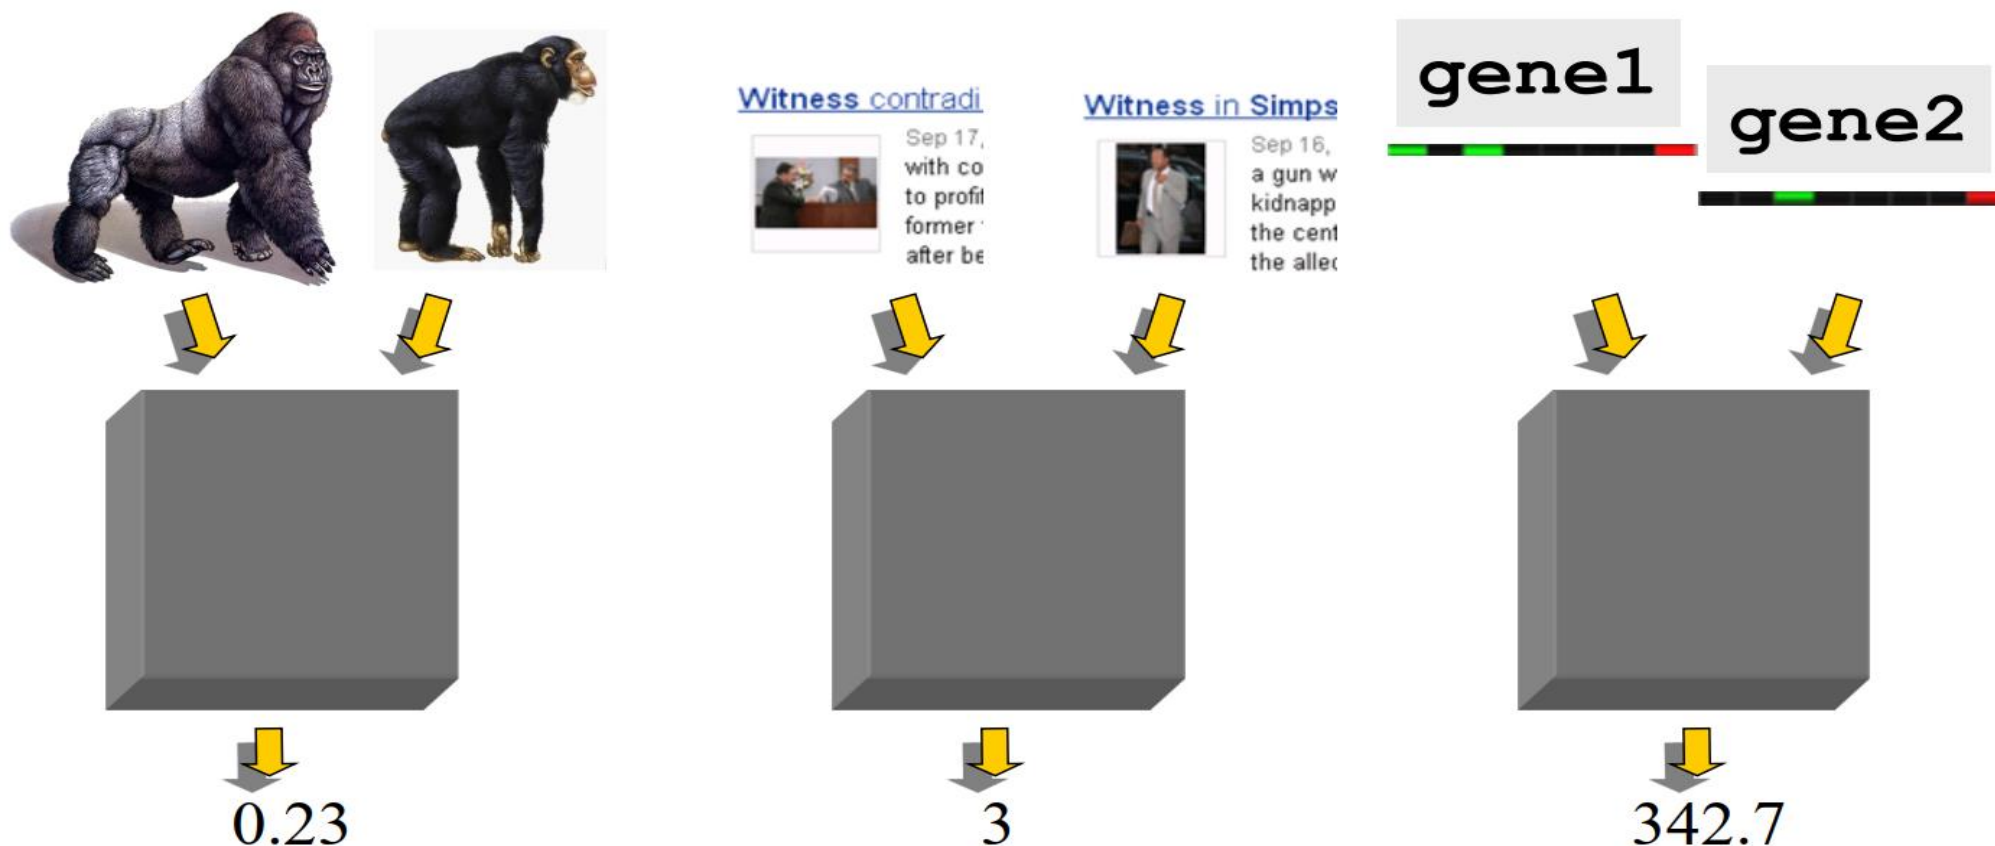 Witness contradi
Sep 17,
with co
to profi
former
after be
Witness in Simps
Sep 16,
a gun w
kidnapp
the cent
the alle
gene1
gene2
0.23
3
342.7